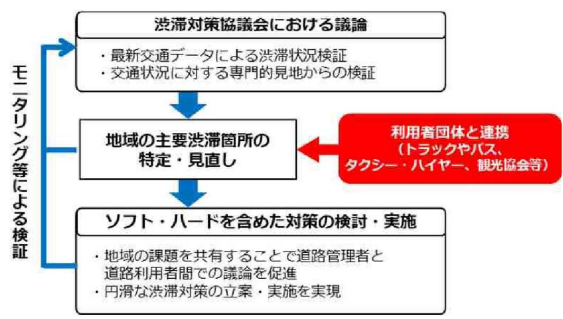 渋滞対策協議会における議論
・最新交通データによる渋滞状況検証
・交通状況に対する専門的見地からの検証
地域の主要渋滞箇所の
特定・見直し
利用者団体と連携
（トラックやバス、
タクシー・ハイヤー、観光協会等）
ソフト・ハードを含めた対策の検討・実施
・地域の課題を共有することで道路管理者と
道路利用者間での議論を促進
・円滑な渋滞対策の立案・実施を実現
モニタリング等による検証